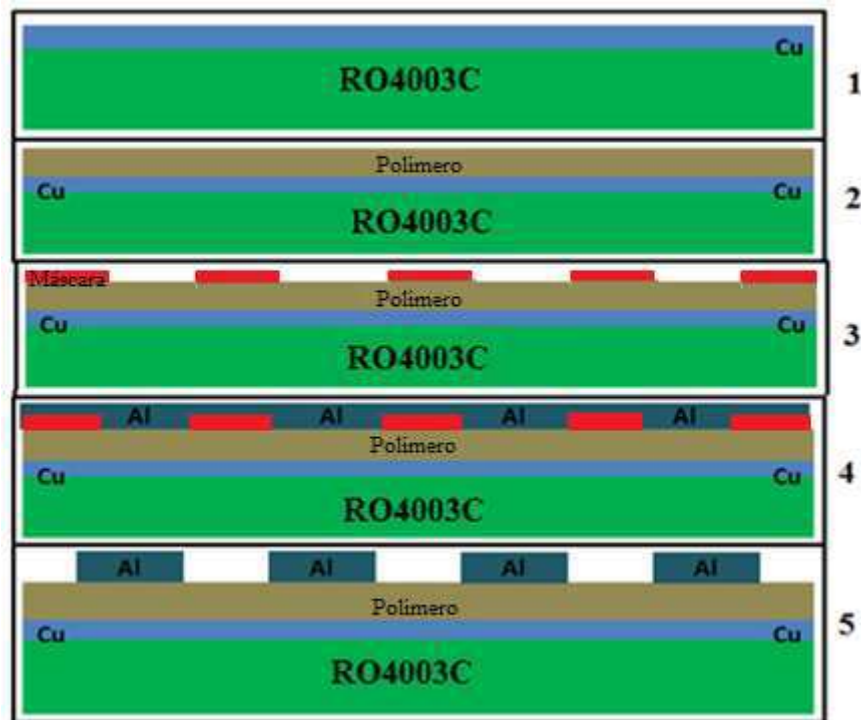 Cu
RO4003C
1
Polimero
Cu Cu
RO4003C
2
Máscara
Polimero
Cu Cu
RO4003C
3
Al Al Al Al
Polimero
Cu Cu
RO4003C
4
Al Al Al Al
Polimero
Cu Cu
RO4003C
5